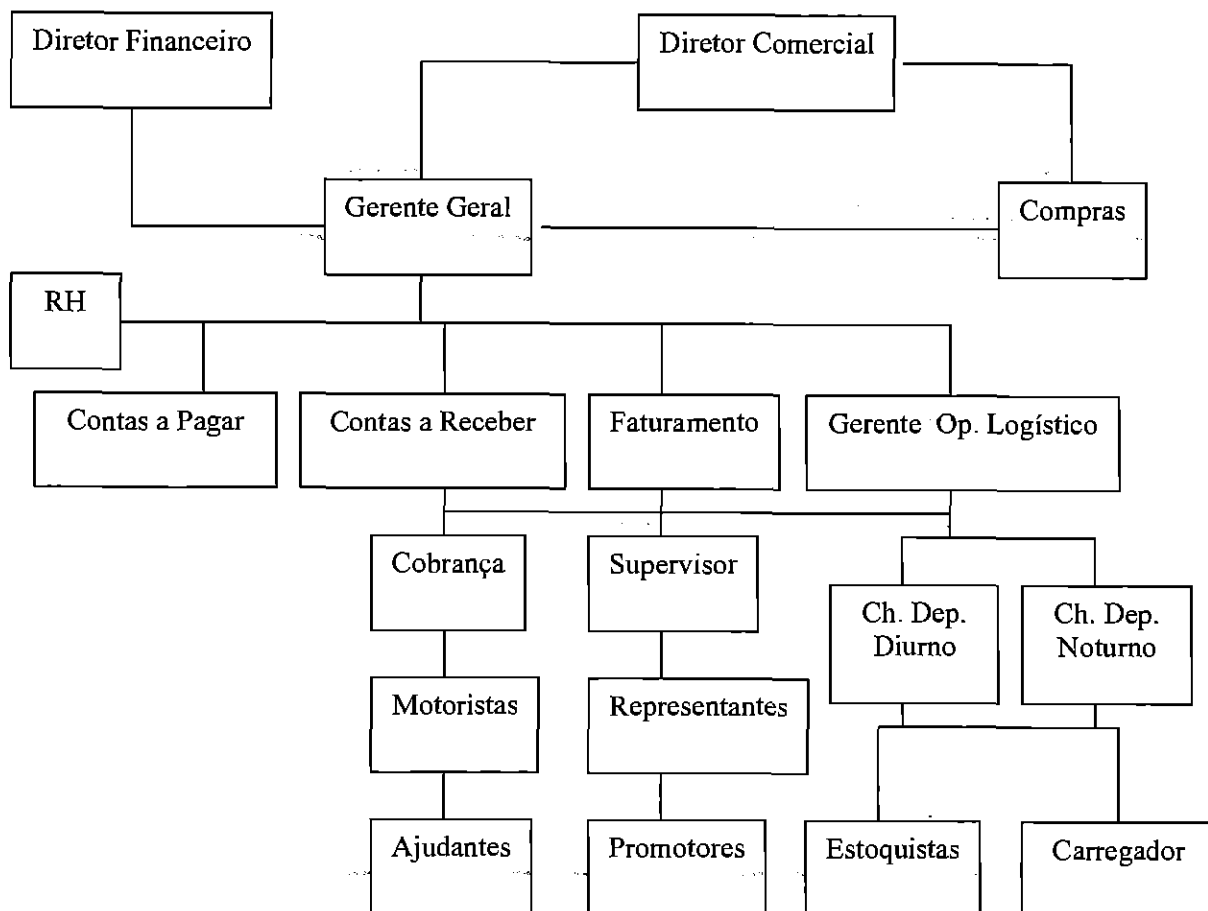 Diretor Financeiro
Diretor Comercial
Gerente Geral
Compras
RH
Contas a Pagar
Contas a Receber
Faturamento
Gerente Op. Logístico
Cobrança
Supervisor
Ch. Dep.
Diurno
Ch. Dep.
Noturno
Motoristas
Representantes
Ajudantes
Promotores
Estoquistas
Carregador